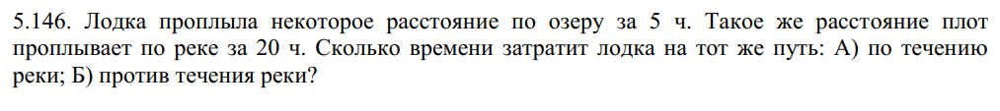 5.146. Лодка проплыла некоторое расстояние по озеру за 5 ч. Такое же расстояние плот
проплывает по реке за 20 ч. Сколько времени затратит лодка на тот же путь: А) по течению
реки; Б) против течения реки?